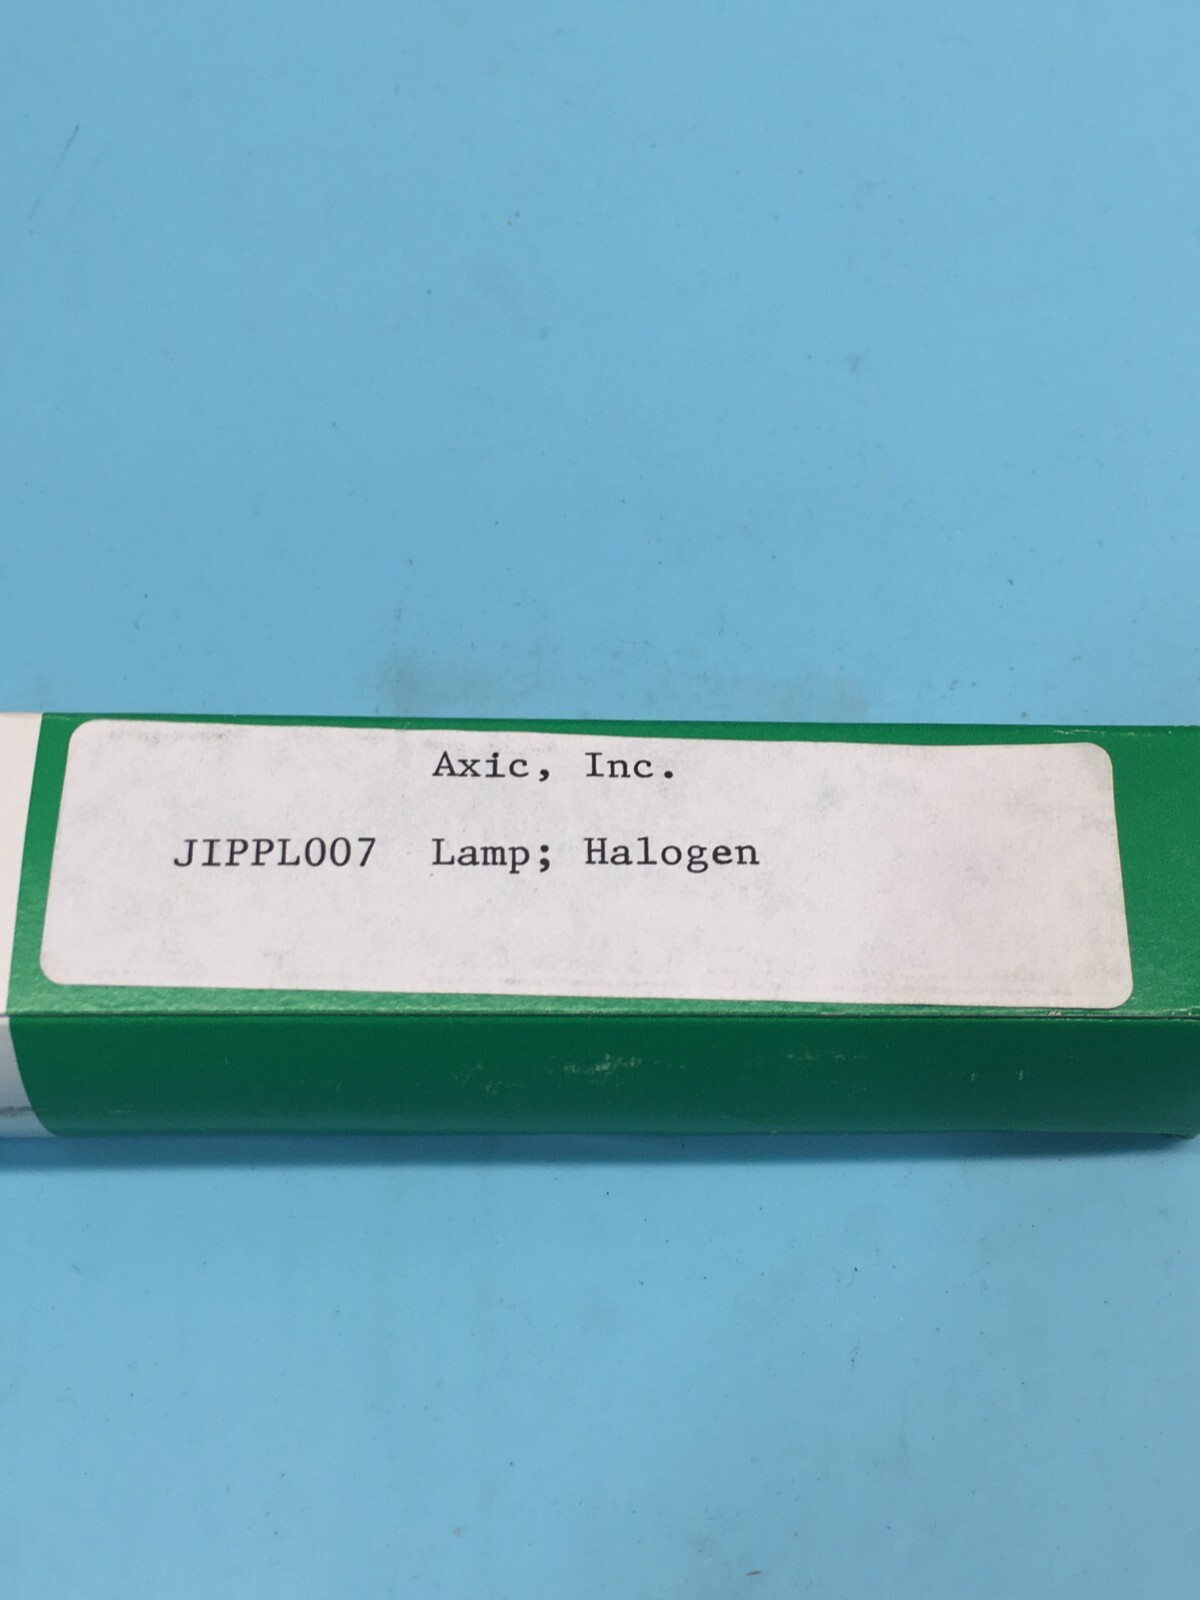 Axic, Inc.
JIPPL007 Lamp; Halogen